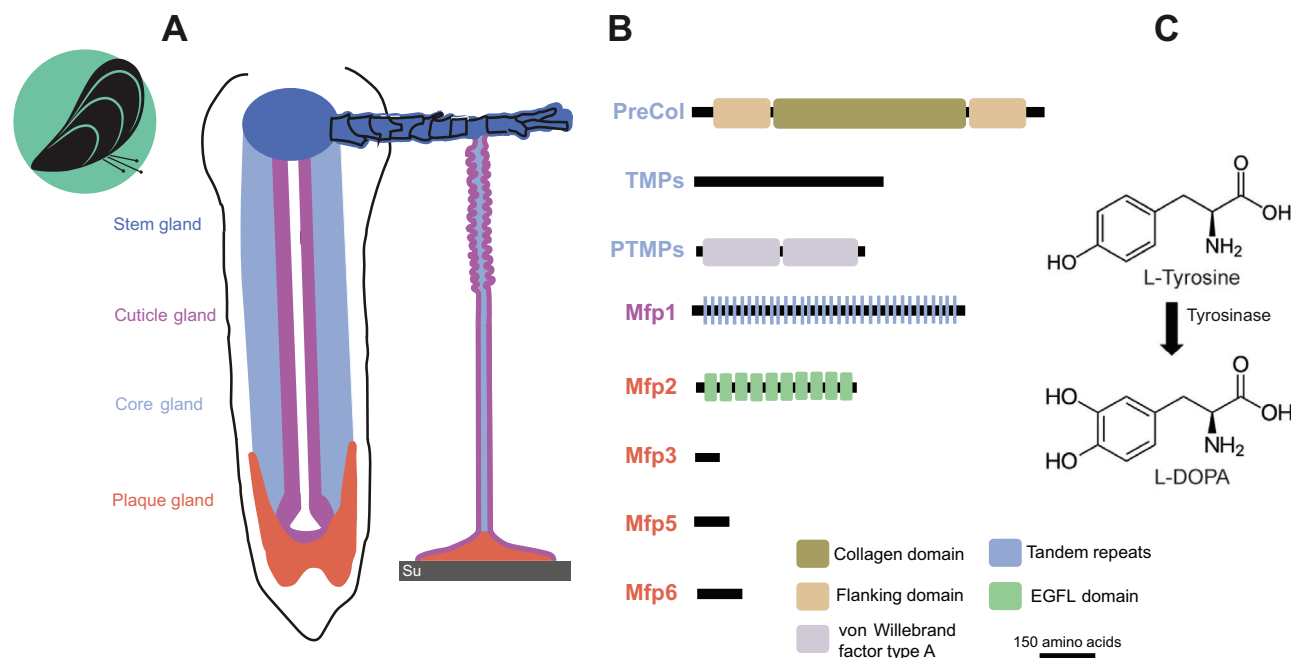 A
B
C
Stem gland
Cuticle gland
Core gland
Plaque gland
Su
PreCol
TMPs
PTMPs
Mfp1
Mfp2
Mfp3
Mfp5
Mfp6
Collagen domain
Flanking domain
von Willebrand
factor type A
Tandem repeats
EGFL domain
150 amino acids
O
OH
NH2
HO
L-Tyrosine
Tyrosinase
HO
O
OH
NH2
HO
L-DOPA